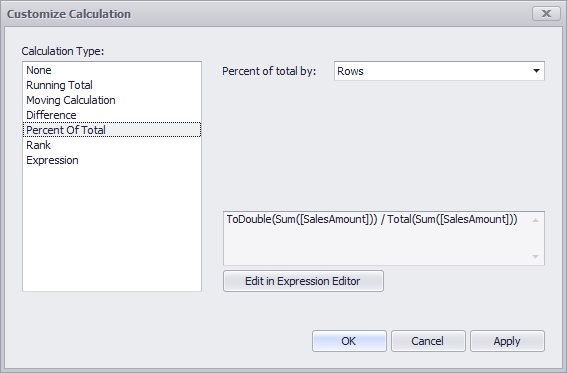 Customize Calculation
Calculation Type:
None
Running Total
Moving Calculation
Difference
Percent Of Total
Rank
Expression
Percent of total by:
Rows
ToDouble(Sum([SalesAmount])) / Total(Sum([SalesAmount]))
Edit in Expression Editor
OK
Cancel
Apply